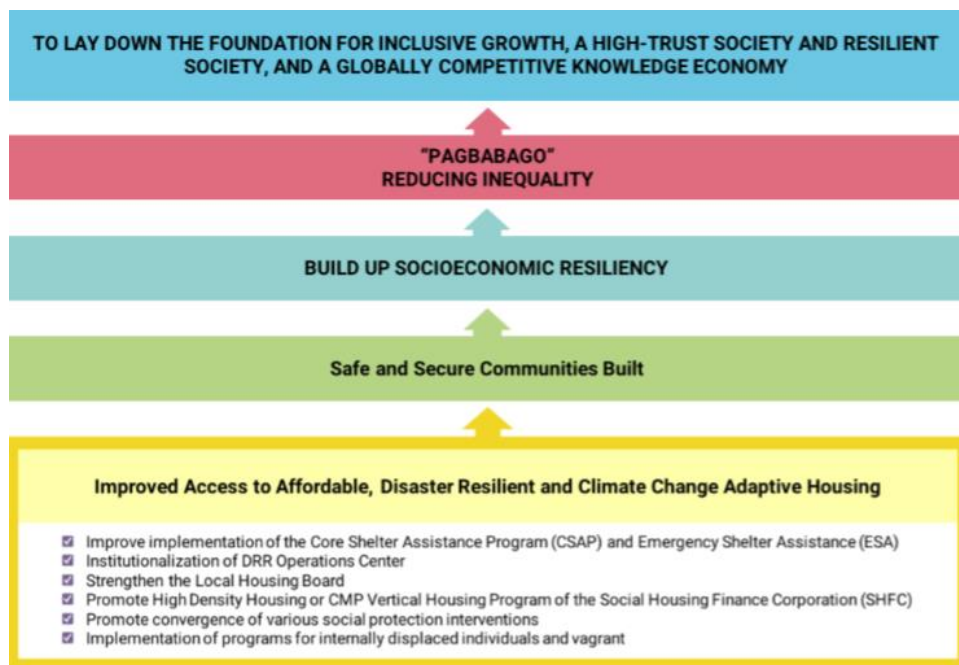 TO LAY DOWN THE FOUNDATION FOR INCLUSIVE GROWTH, A HIGH-TRUST SOCIETY AND RESILIENT
SOCIETY, AND A GLOBALLY COMPETITIVE KNOWLEDGE ECONOMY
“PAGBABAGO”
REDUCING INEQUALITY
BUILD UP SOCIOECONOMIC RESILIENCY
Safe and Secure Communities Built
Improved Access to Affordable, Disaster Resilient and Climate Change Adaptive Housing
Improve implementation of the Core Shelter Assistance Program (CSAP) and Emergency Shelter Assistance (ESA)
Institutionalization of DRR Operations Center
Strengthen the Local Housing Board
Promote High Density Housing or CMP Vertical Housing Program of the Social Housing Finance Corporation (SHFC)
Promote convergence of various social protection interventions
Implementation of programs for internally displaced individuals and vagrant